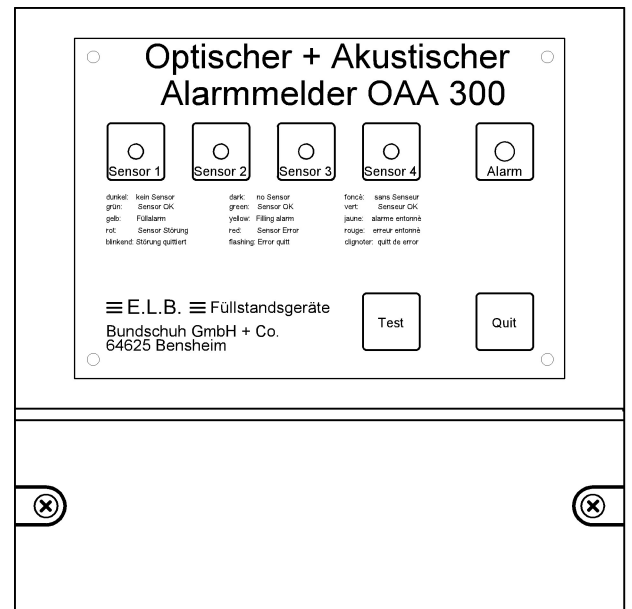 Optischer + Akustischer
Alarmmelder OAA 300
Sensor 1 Sensor 2 Sensor 3 Sensor 4 Alarm
dunkel: kein Sensor dark: no Sensor foncè: sans Senseur
grün: Sensor OK green: Sensor OK vert: Senseur OK
gelb: Füllalarm yellow: Filling alarm jaune: alarme entonnè
rot: Sensor Störung red: Sensor Error rouge: erreur entonnè
blinkend: Störung quittiert flashing: Error quitt clignoter: quitt de error
E.L.B. Füllstandsgeräte
Bundschuh GmbH + Co.
64625 Bensheim
Test Quit